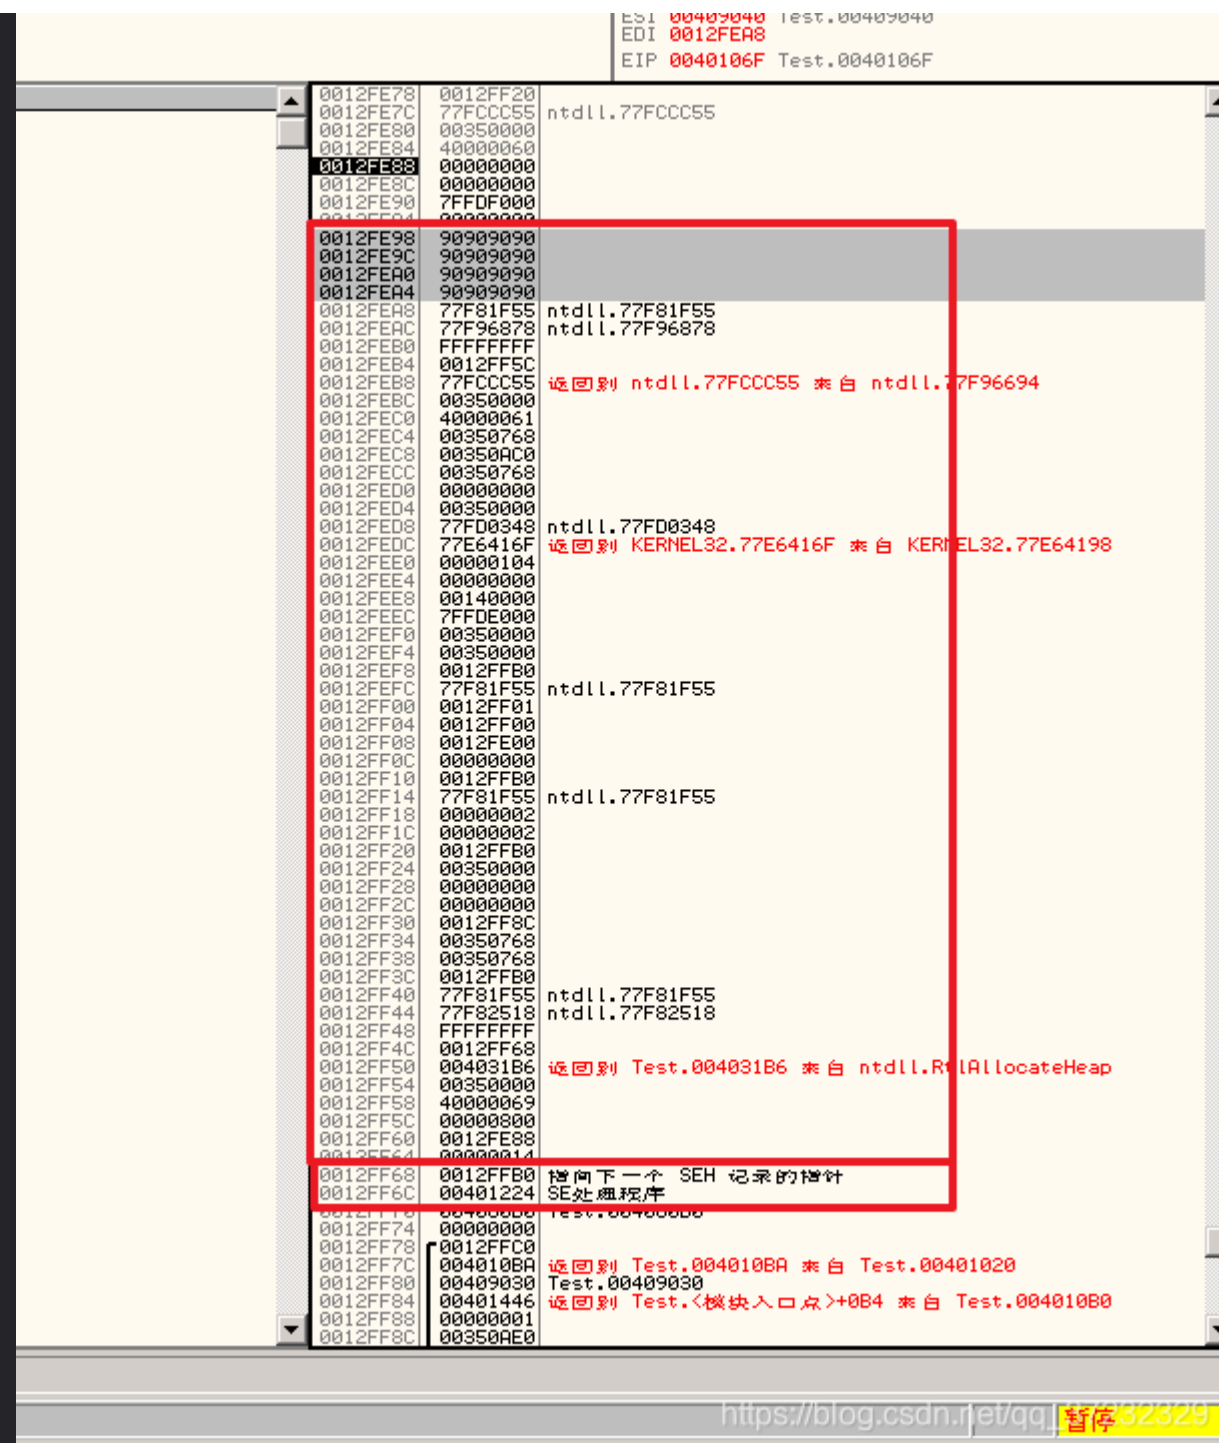 ESI 00409040 Test.00409040
EDI 0012FEA8
EIP 0040106F Test.0040106F
0012FE78 0012FF20
0012FE7C 77FCCC55 ntdll.77FCCC55
0012FE80 00350000
0012FE84 40000060
0012FE88 00000000
0012FE8C 00000000
0012FE90 7FFDF000
0012FE94 00000000
0012FE98 90909090
0012FE9C 90909090
0012FEA0 90909090
0012FEA4 90909090
0012FEA8 77F81F55 ntdll.77F81F55
0012FEAC 77F96878 ntdll.77F96878
0012FEB0 FFFFFFFF
0012FEB4 0012FF5C
0012FEB8 77FCCC55 返回到 ntdll.77FCCC55 来自 ntdll.77F96694
0012FEBC 00350000
0012FEC0 40000061
0012FEC4 00350768
0012FEC8 00350AC0
0012FECC 00350768
0012FED0 00000000
0012FED4 00350000
0012FED8 77FD0348 ntdll.77FD0348
0012FEDC 77E6416F 返回到 KERNEL32.77E6416F 来自 KERNEL32.77E64198
0012FEE0 00000104
0012FEE4 00000000
0012FEE8 00140000
0012FEEC 7FFDE000
0012FEF0 00350000
0012FEF4 00350000
0012FEF8 0012FFB0
0012FEFC 77F81F55 ntdll.77F81F55
0012FF00 0012FF01
0012FF04 0012FF00
0012FF08 0012FE00
0012FF0C 00000000
0012FF10 0012FFB0
0012FF14 77F81F55 ntdll.77F81F55
0012FF18 00000002
0012FF1C 00000002
0012FF20 0012FFB0
0012FF24 00350000
0012FF28 00000000
0012FF2C 00000000
0012FF30 0012FF8C
0012FF34 00350768
0012FF38 00350768
0012FF3C 0012FFB0
0012FF40 77F81F55 ntdll.77F81F55
0012FF44 77F82518 ntdll.77F82518
0012FF48 FFFFFFFF
0012FF4C 0012FF68
0012FF50 004031B6 返回到 Test.004031B6 来自 ntdll.RtlAllocateHeap
0012FF54 00350000
0012FF58 40000069
0012FF5C 00000800
0012FF60 0012FE88
0012FF64 00000014
0012FF68 0012FFB0 指向下一个 SEH 记录的指针
0012FF6C 00401224 SE处理程序
0012FF70 004080D0 Test.004080D0
0012FF74 00000000
0012FF78 0012FFC0
0012FF7C 004010BA 返回到 Test.004010BA 来自 Test.00401020
0012FF80 00409030 Test.00409030
0012FF84 00401446 返回到 Test.<模块入口点>+0B4 来自 Test.004010B0
0012FF88 00000001
0012FF8C 00350AE0
暂停